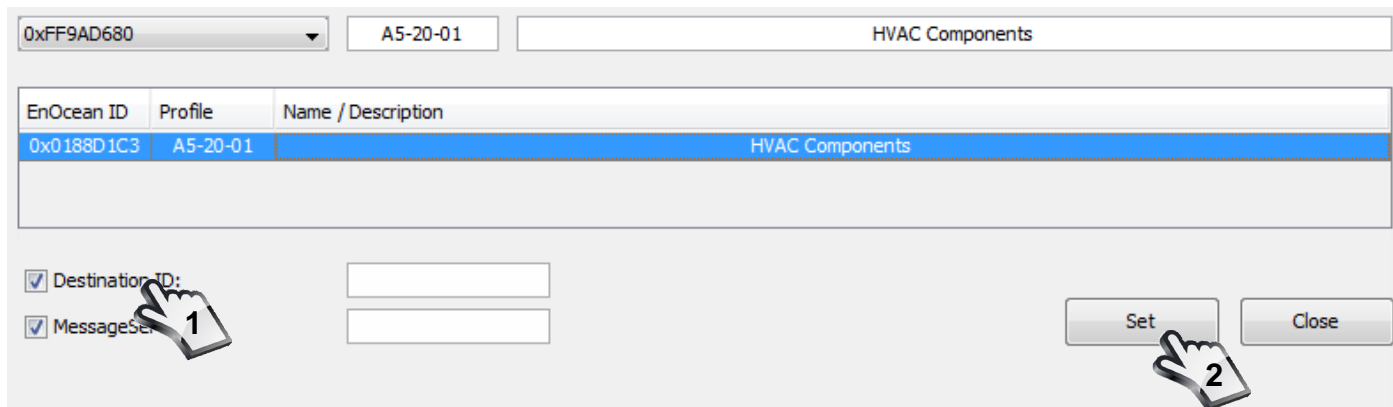 0xFF9AD680 A5-20-01 HVAC Components
EnOcean ID Profile Name / Description
0x0188D1C3 A5-20-01 HVAC Components
Destination ID:
MessageSe
1
Set Close
2